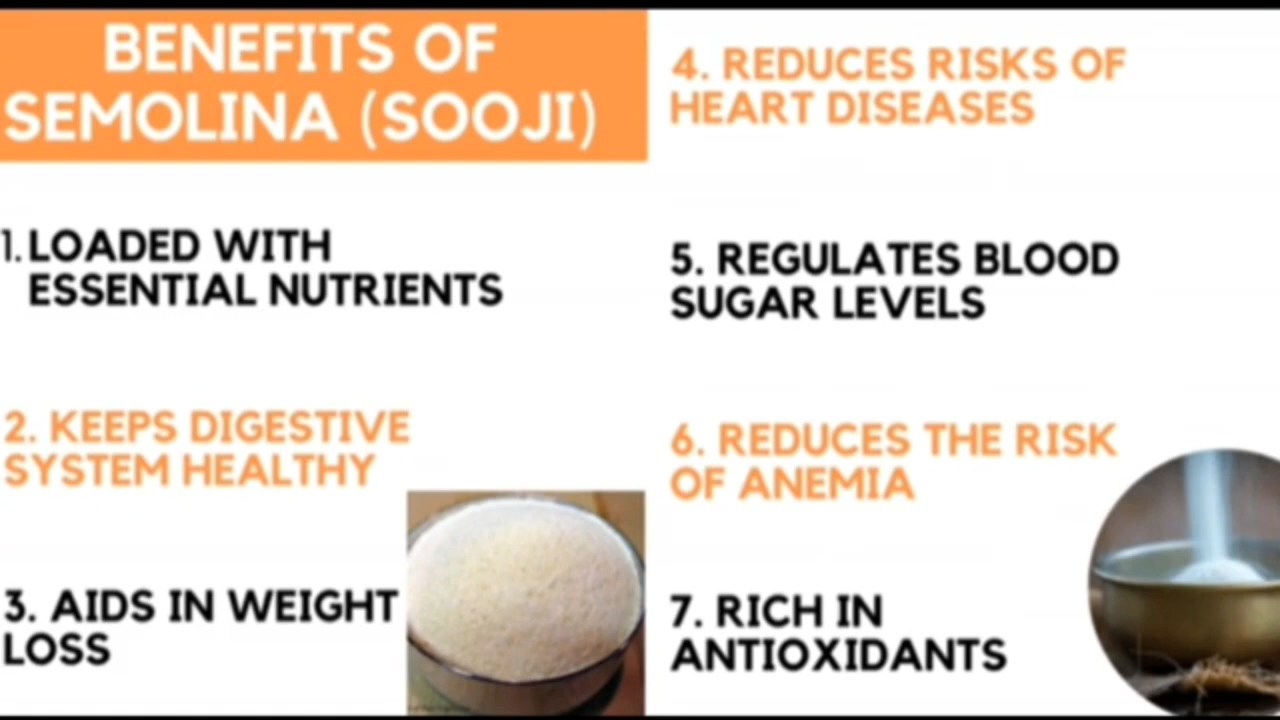 BENEFITS OF
SEMOLINA (SOOJI)
1. LOADED WITH
ESSENTIAL NUTRIENTS
2. KEEPS DIGESTIVE
SYSTEM HEALTHY
3. AIDS IN WEIGHT
LOSS
4. REDUCES RISKS OF
HEART DISEASES
5. REGULATES BLOOD
SUGAR LEVELS
6. REDUCES THE RISK
OF ANEMIA
7. RICH IN
ANTIOXIDANTS